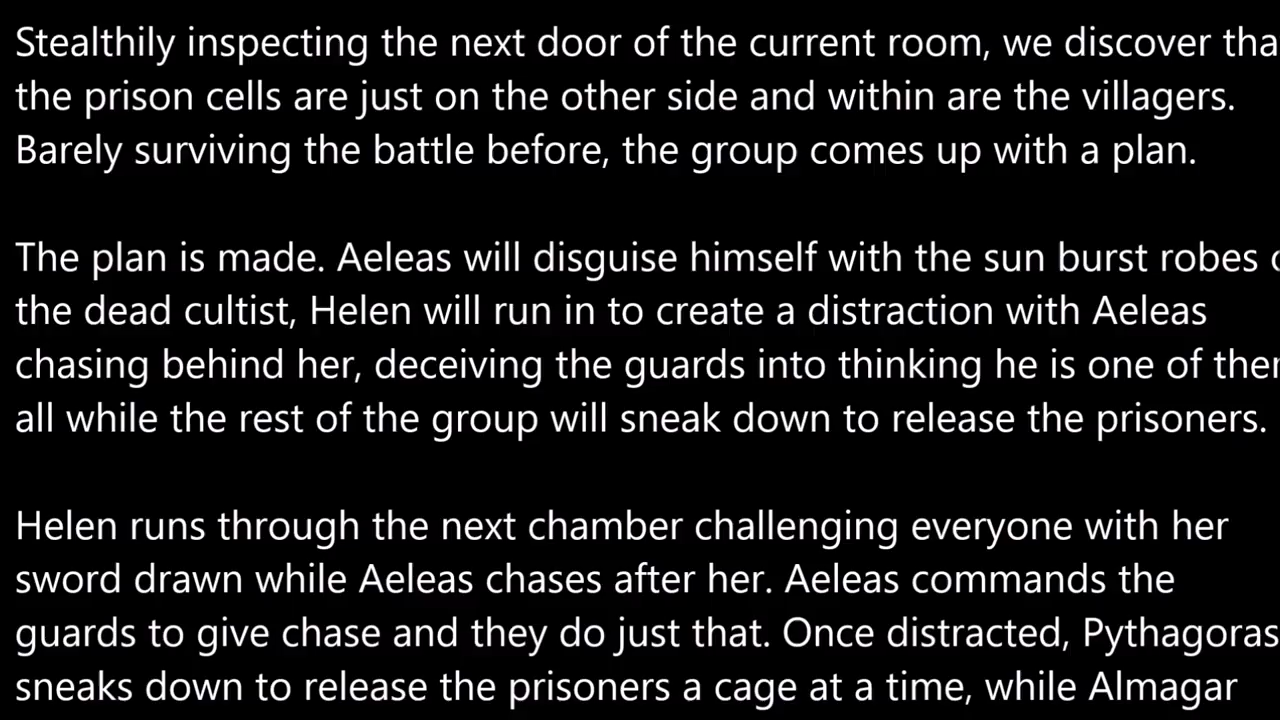 Stealthily inspecting the next door of the current room, we discover tha
the prison cells are just on the other side and within are the villagers.
Barely surviving the battle before, the group comes up with a plan.
The plan is made. Aeleas will disguise himself with the sun burst robes
the dead cultist, Helen will run in to create a distraction with Aeleas
chasing behind her, deceiving the guards into thinking he is one of
all while the rest of the group will sneak down to release the prisoners.
Helen runs through the next chamber challenging everyone with her
sword drawn while Aeleas chases after her. Aeleas commands the
guards to give chase and they do just that. Once distracted, Pythagoras
sneaks down to release the prisoners a cage at a time, while Almagar